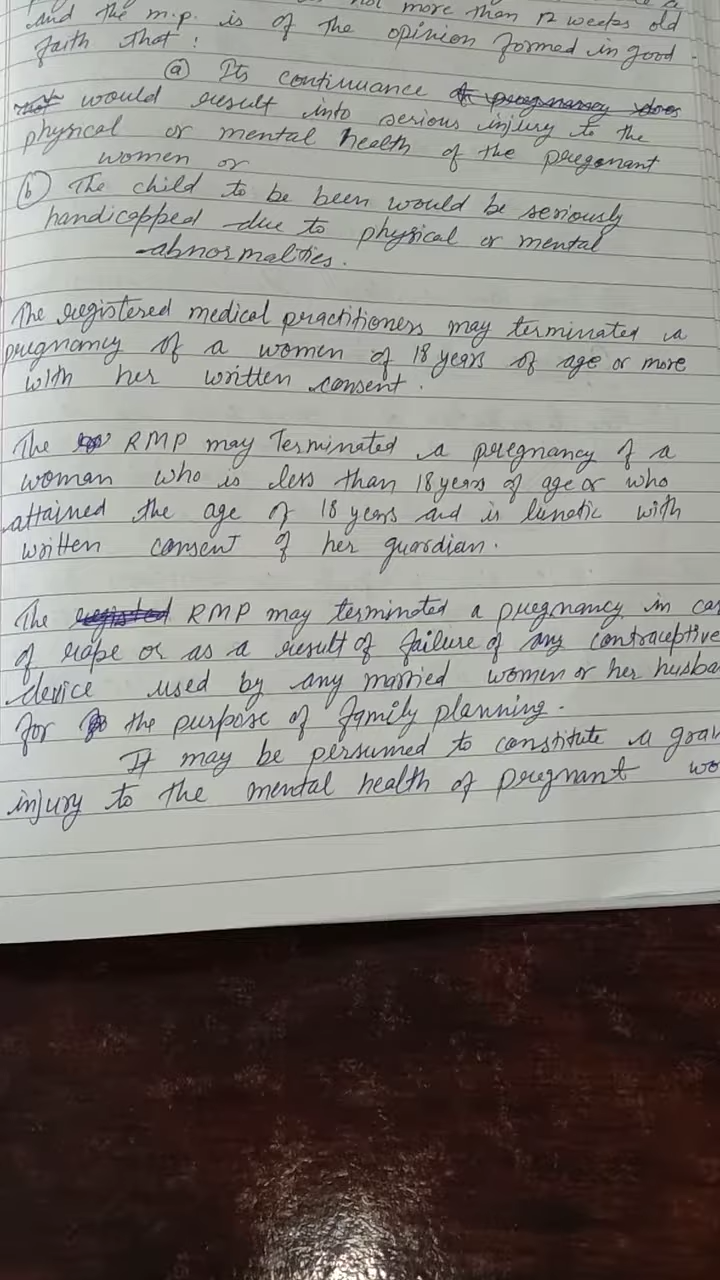 not more than 12 weeks old
and the m.p. is of the opinion formed in good
faith that :
(a) Its continuance of pregnancy does
would result into serious injury to the
physical or mental health of the pregonant
women or
(b) The child to be been would be seriously
handicapped due to physical or mental
abnormalties.
The registered medical practitioners may terminated a
pregnancy of a women of 18 years of age or more
with her written consent.
The RMP may Terminated a pregnancy of a
woman who is less than 18 years of age or who
attained the age of 18 years and is lunetic with
written consent of her guardian.
The registed RMP may terminated a pregnancy in cas
of rape or as a result of failure of any contraceptive
device used by any married women or her husba
for the purpose of family planning.
It may be persumed to constitute a grav
injury to the mental health of pregnant wo